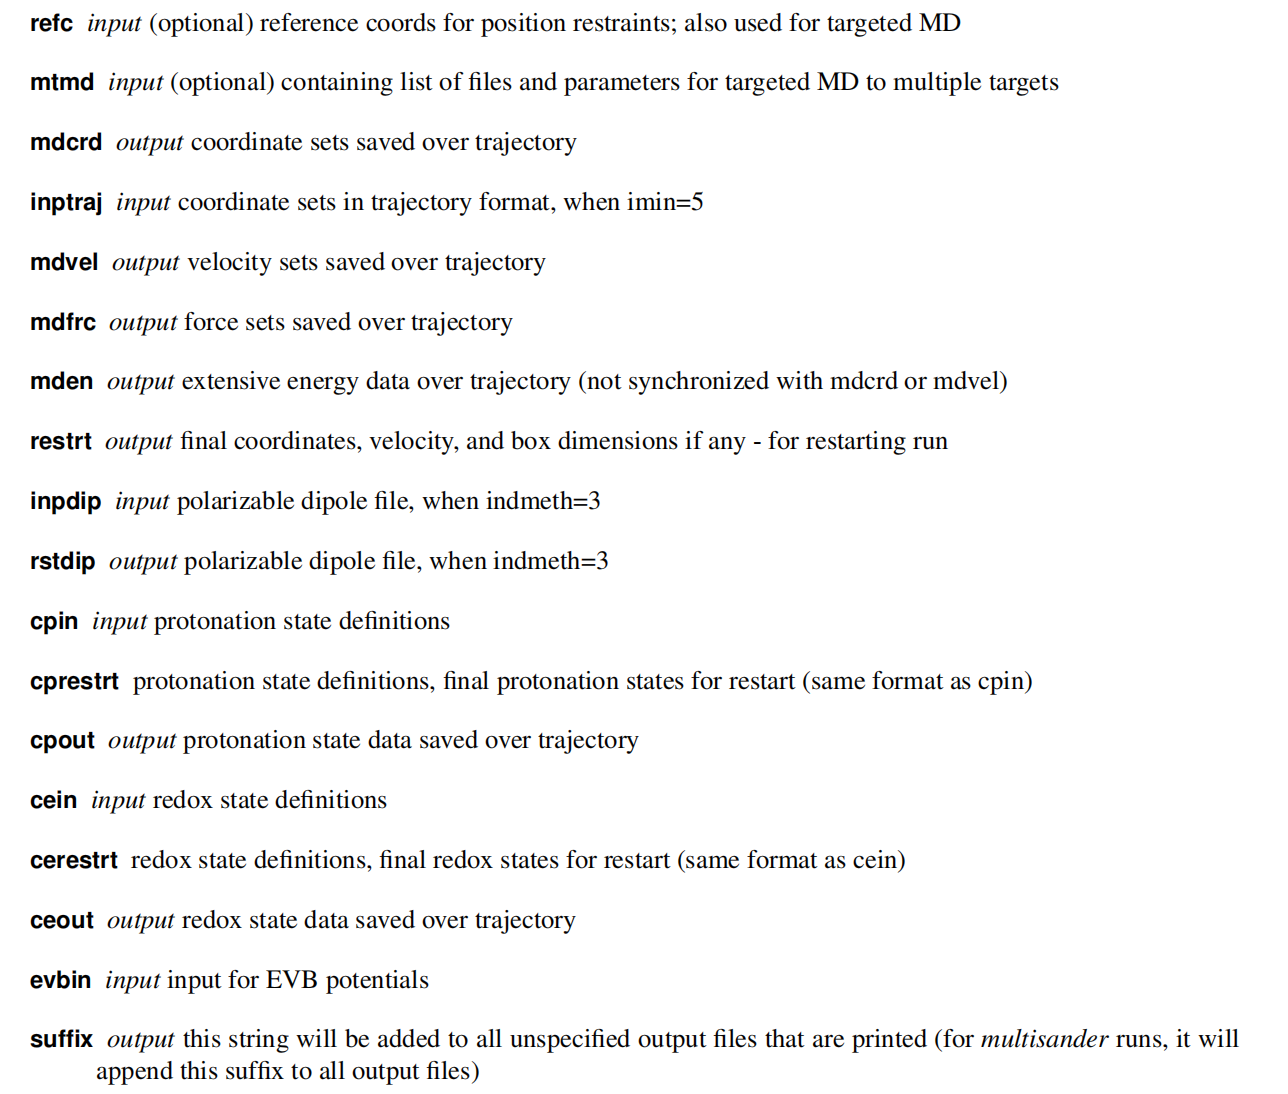 refc input (optional) reference coords for position restraints; also used for targeted MD
mtmd input (optional) containing list of files and parameters for targeted MD to multiple targets
mdcrd output coordinate sets saved over trajectory
inptraj input coordinate sets in trajectory format, when imin=5
mdvel output velocity sets saved over trajectory
mdfrc output force sets saved over trajectory
mden output extensive energy data over trajectory (not synchronized with mdcrd or mdvel)
restrt output final coordinates, velocity, and box dimensions if any - for restarting run
inpdip input polarizable dipole file, when indmeth=3
rstdip output polarizable dipole file, when indmeth=3
cpin input protonation state definitions
cprestrt protonation state definitions, final protonation states for restart (same format as cpin)
cpout output protonation state data saved over trajectory
cein input redox state definitions
cerestrt redox state definitions, final redox states for restart (same format as cein)
ceout output redox state data saved over trajectory
evbin input input for EVB potentials
suffix output this string will be added to all unspecified output files that are printed (for multisander runs, it will
append this suffix to all output files)